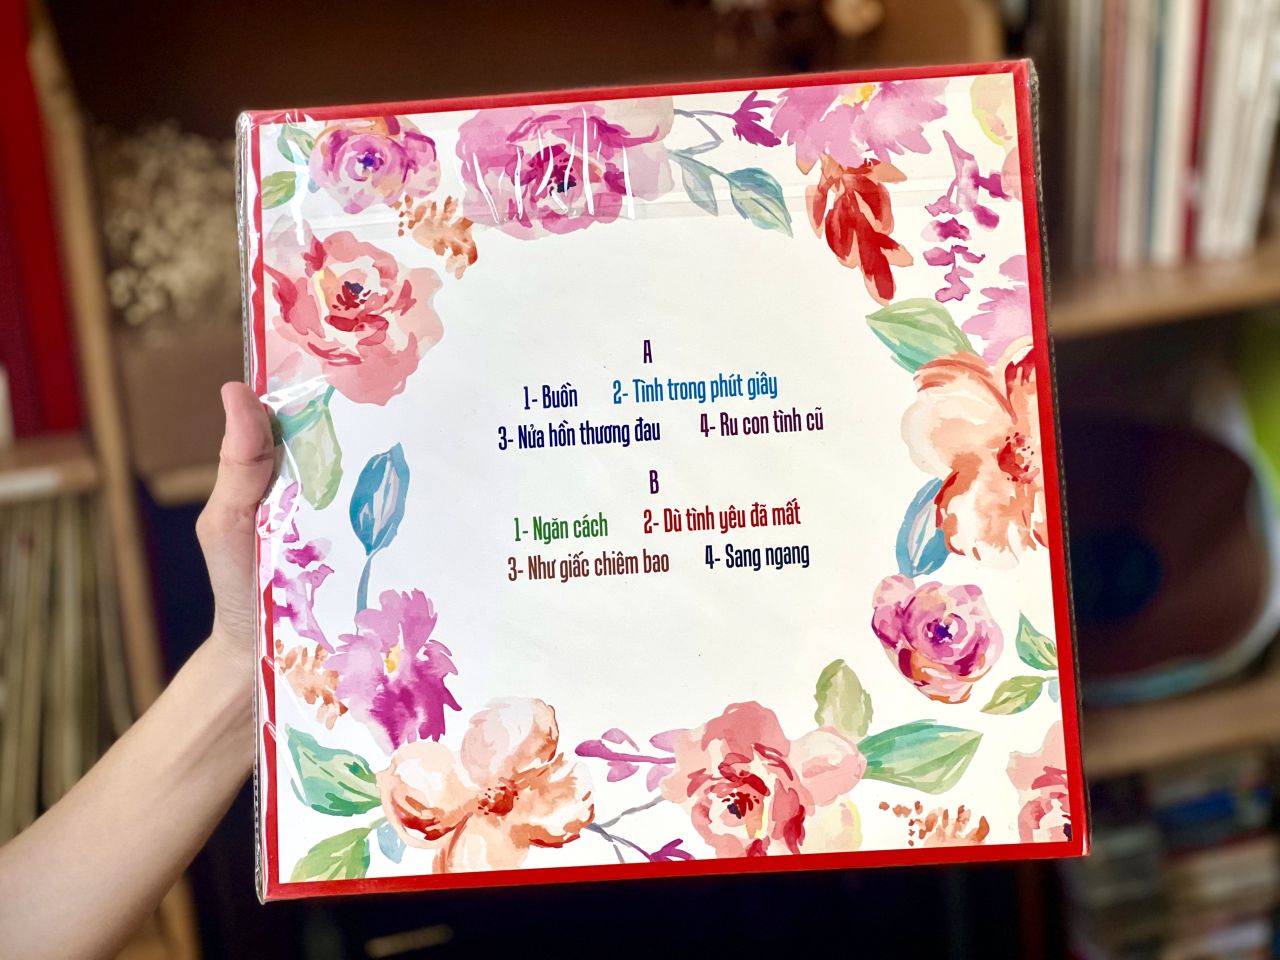 A
1- Buồn 2- Tình trong phút giây
3- Nửa hồn thương đau 4- Ru con tình cũ
B
1- Ngăn cách 2- Dù tình yêu đã mất
3- Như giấc chiêm bao 4- Sang ngang